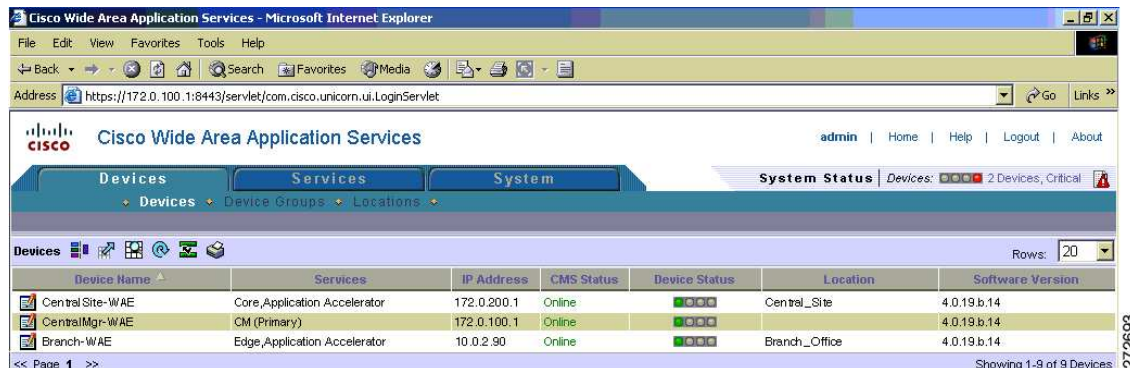 Cisco Wide Area Application Services - Microsoft Internet Explorer
File Edit View Favorites Tools Help
Back Search Favorites Media
Address https://172.0.100.1:8443/servlet/com.cisco.unicorn.ui.LoginServlet Go Links »
cisco Cisco Wide Area Application Services admin | Home | Help | Logout | About
Devices Services System System Status | Devices: 2 Devices, Critical
Devices Device Groups Locations
Devices Rows: 20
Device Name Services IP Address CMS Status Device Status Location Software Version
Central Site-WAE Core,Application Accelerator 172.0.200.1 Online Central_Site 4.0.19.b.14
CentralMgr-WAE CM (Primary) 172.0.100.1 Online 4.0.19.b.14
Branch-WAE Edge,Application Accelerator 10.0.2.90 Online Branch_Office 4.0.19.b.14
<< Page 1 >> Showing 1-9 of 9 Devices
272693